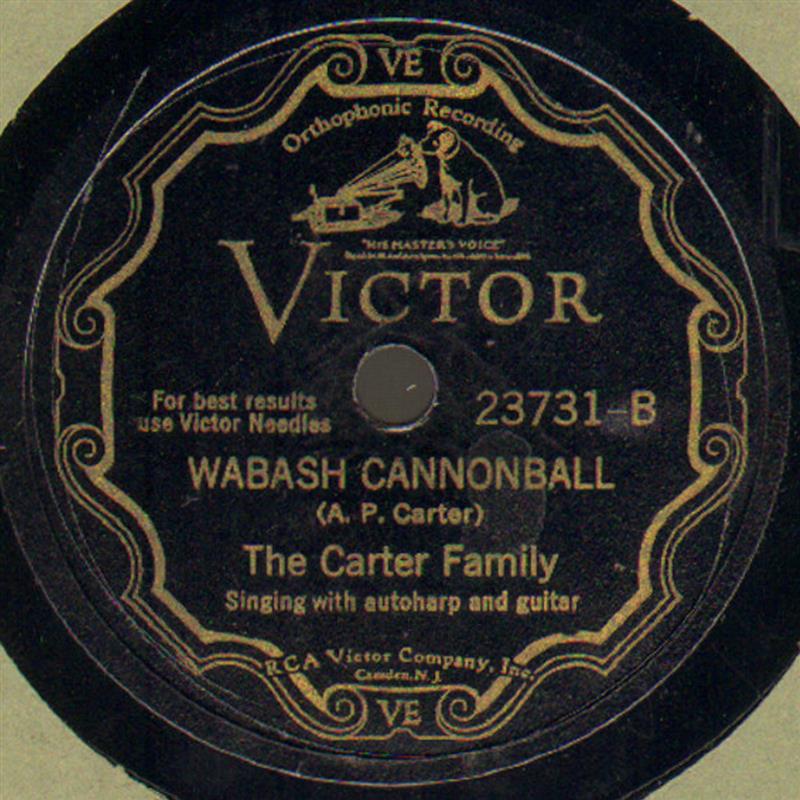 VE
Orthophonic Recording
"HIS MASTER'S VOICE"
VICTOR
For best results
use Victor Needles
23731-B
WABASH CANNONBALL
(A. P. Carter)
The Carter Family
Singing with autoharp and guitar
RCA Victor Company, Inc.
Camden, N. J.
VE